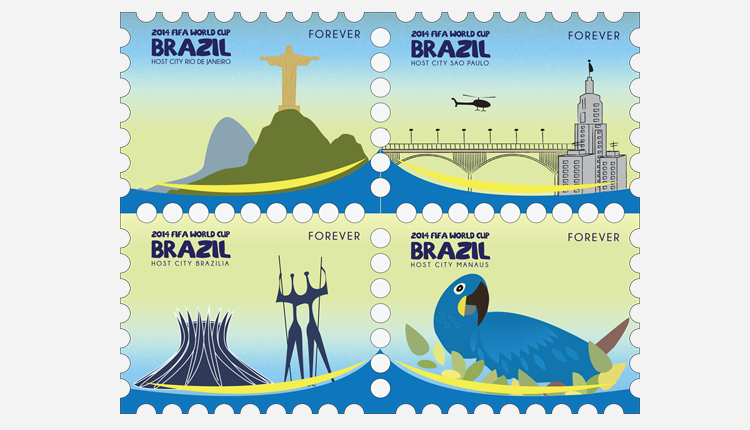 2014 FIFA WORLD CUP
BRAZIL
HOST CITY RIO DE JANEIRO
FOREVER
2014 FIFA WORLD CUP
BRAZIL
HOST CITY SAO PAULO
FOREVER
2014 FIFA WORLD CUP
BRAZIL
HOST CITY BRAZILIA
FOREVER
2014 FIFA WORLD CUP
BRAZIL
HOST CITY MANAUS
FOREVER